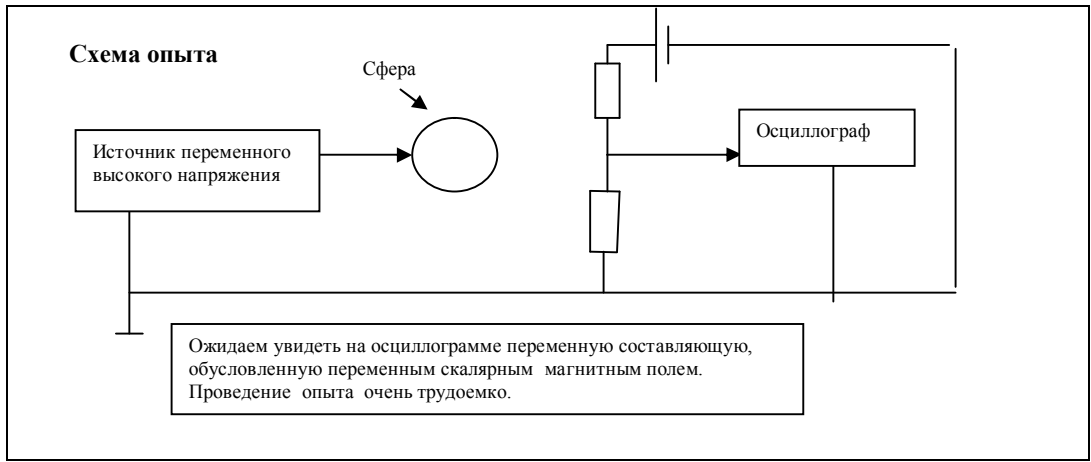 Схема опыта
Сфера
Источник переменного
высокого напряжения
Осциллограф
Ожидаем увидеть на осциллограмме переменную составляющую,
обусловленную переменным скалярным магнитным полем.
Проведение опыта очень трудоемко.